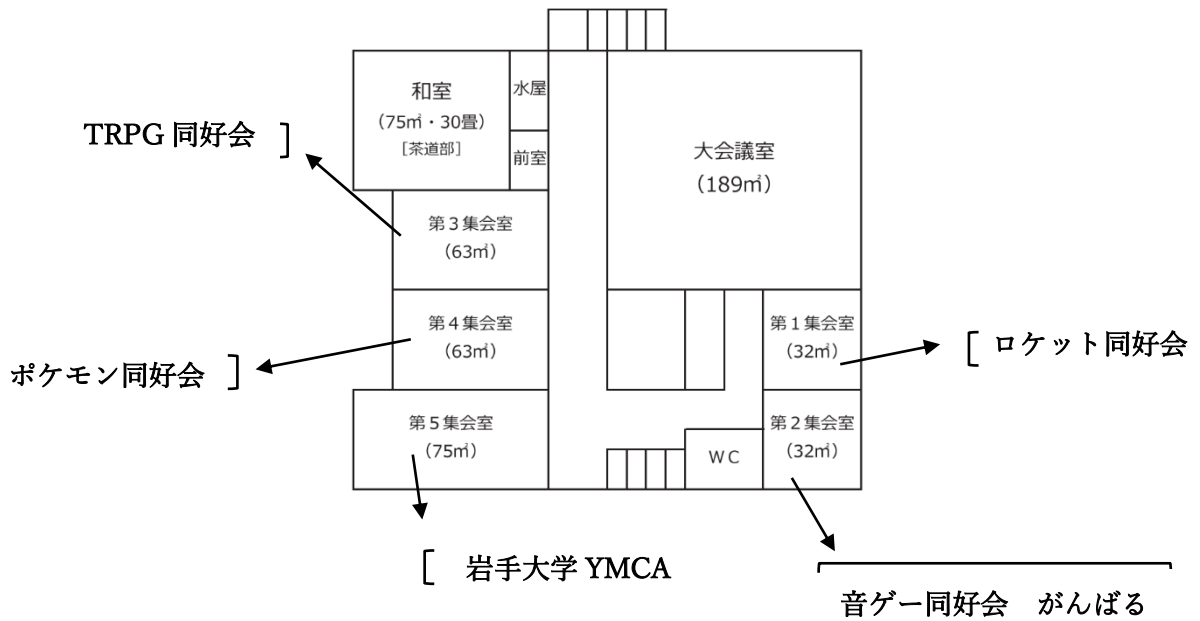 和室
(75㎡・30畳)
[茶道部]
水屋
前室
大会議室
(189㎡)
TRPG 同好会
第3集会室
(63㎡)
第4集会室
(63㎡)
ポケモン同好会
第1集会室
(32㎡)
ロケット同好会
第5集会室
(75㎡)
第2集会室
(32㎡)
WC
岩手大学 YMCA
音ゲー同好会　がんばる